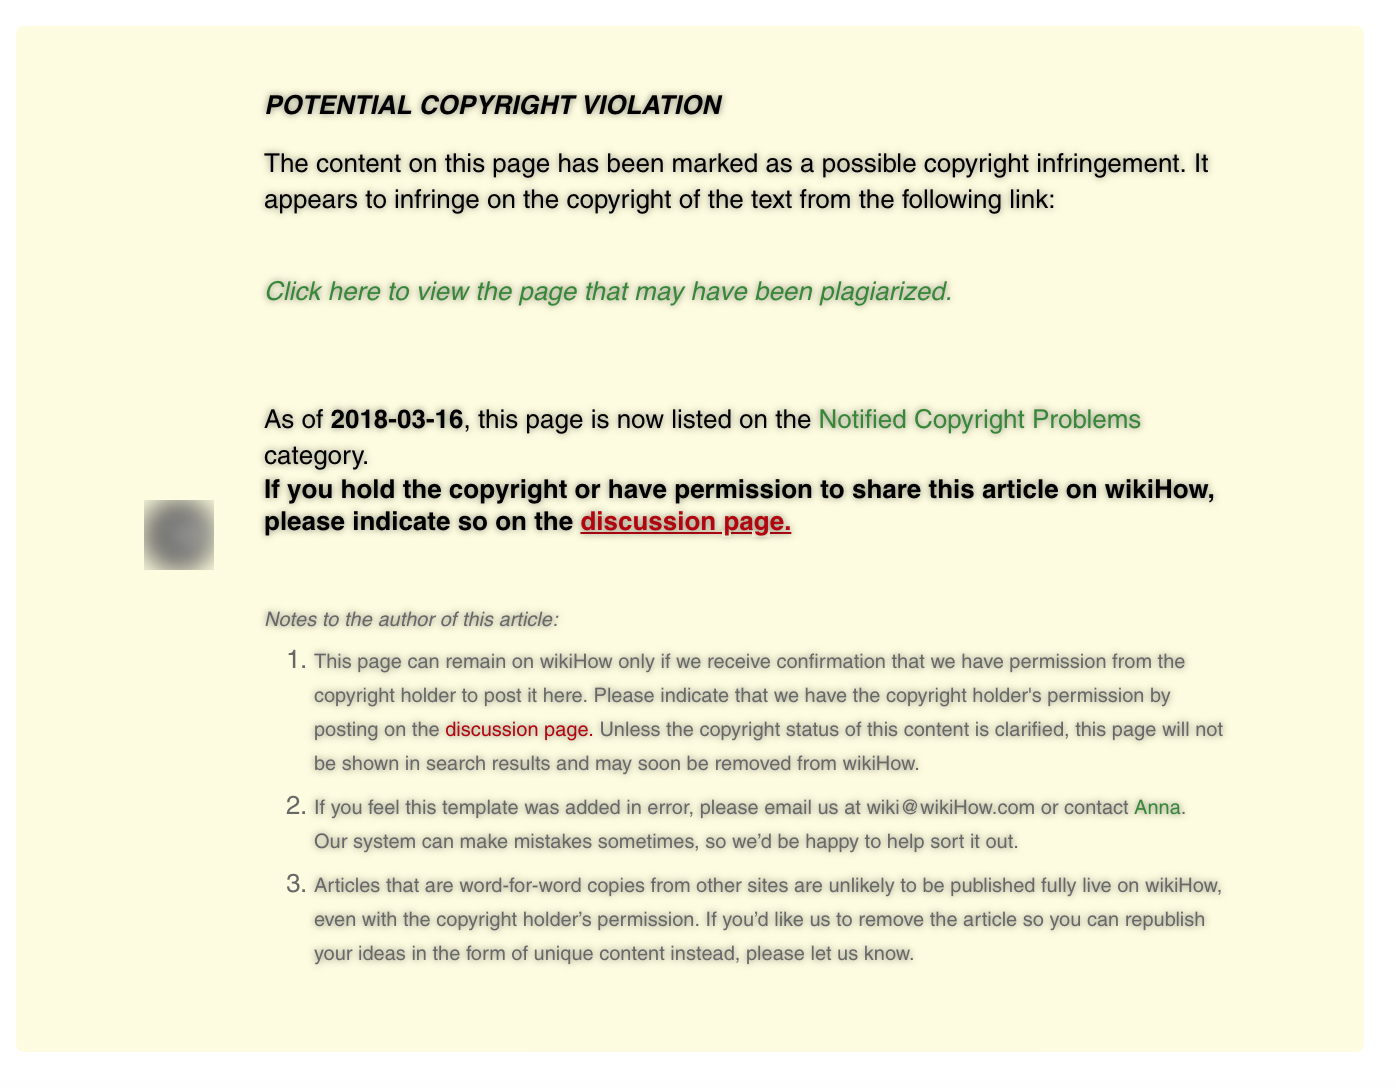 POTENTIAL COPYRIGHT VIOLATION
The content on this page has been marked as a possible copyright infringement. It
appears to infringe on the copyright of the text from the following link:
Click here to view the page that may have been plagiarized.
As of 2018-03-16, this page is now listed on the Notified Copyright Problems
category.
If you hold the copyright or have permission to share this article on wikiHow,
please indicate so on the discussion page.
Notes to the author of this article:
1. This page can remain on wikiHow only if we receive confirmation that we have permission from the
copyright holder to post it here. Please indicate that we have the copyright holder's permission by
posting on the discussion page. Unless the copyright status of this content is clarified, this page will not
be shown in search results and may soon be removed from wikiHow.
2. If you feel this template was added in error, please email us at wiki@wikiHow.com or contact Anna.
Our system can make mistakes sometimes, so we’d be happy to help sort it out.
3. Articles that are word-for-word copies from other sites are unlikely to be published fully live on wikiHow,
even with the copyright holder’s permission. If you’d like us to remove the article so you can republish
your ideas in the form of unique content instead, please let us know.